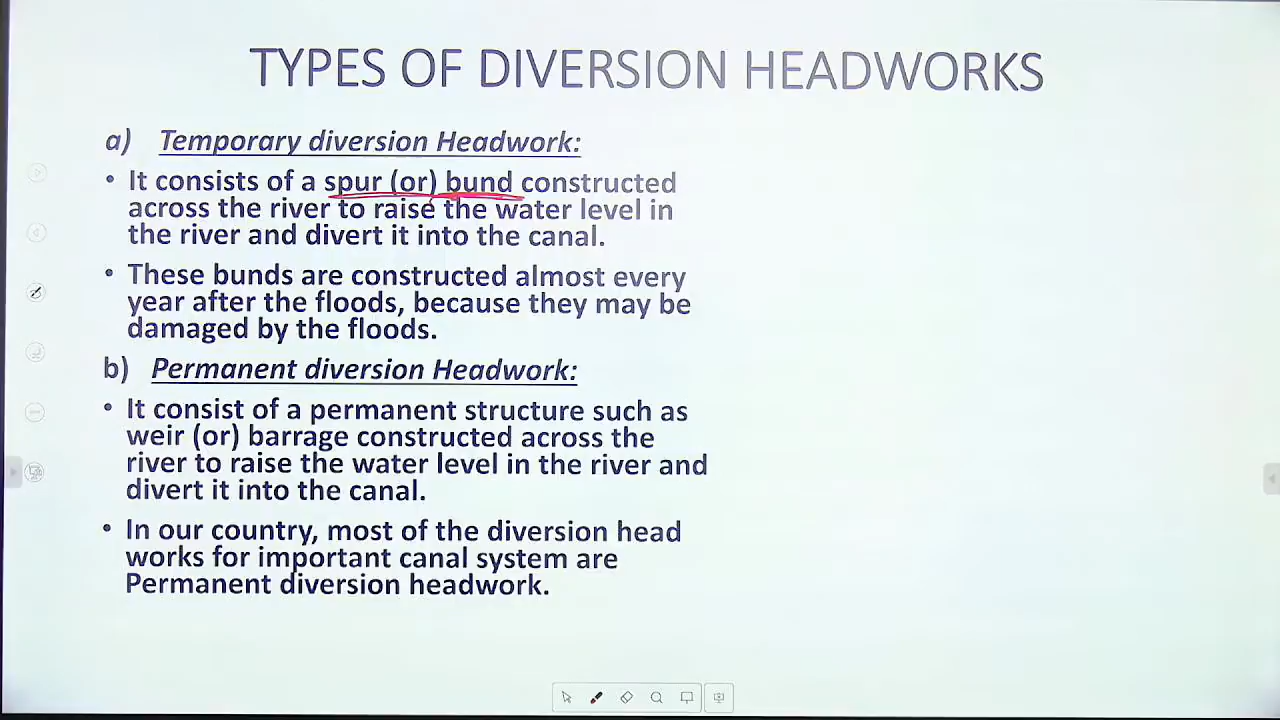 TYPES OF DIVERSION HEADWORKS
a) Temporary diversion Headwork:
• It consists of a spur (or) bund constructed
across the river to raise the water level in
the river and divert it into the canal.
• These bunds are constructed almost every
year after the floods, because they may be
damaged by the floods.
b) Permanent diversion Headwork:
• It consist of a permanent structure such as
weir (or) barrage constructed across the
river to raise the water level in the river and
divert it into the canal.
• In our country, most of the diversion head
works for important canal system are
Permanent diversion headwork.